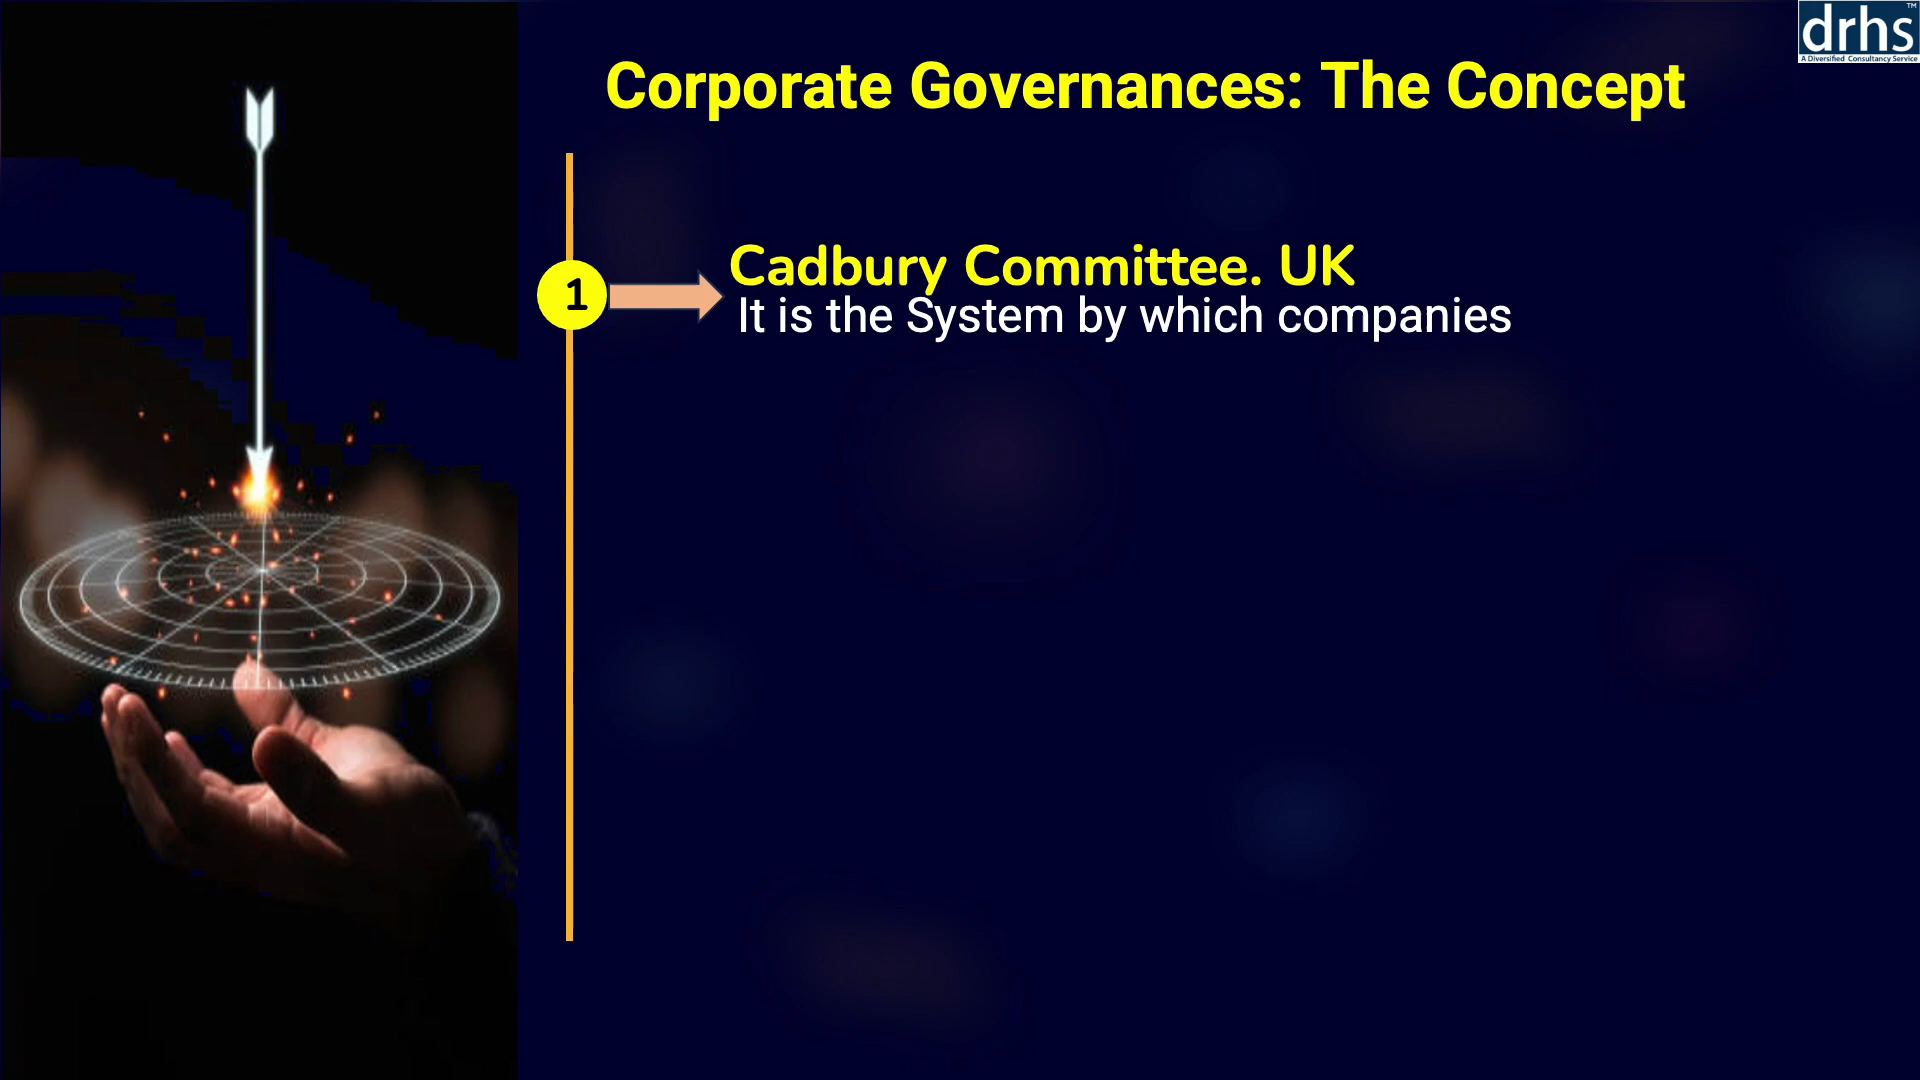 drhs
TM
A Diversified Consultancy Service
Corporate Governances: The Concept
1
Cadbury Committee. UK
It is the System by which companies